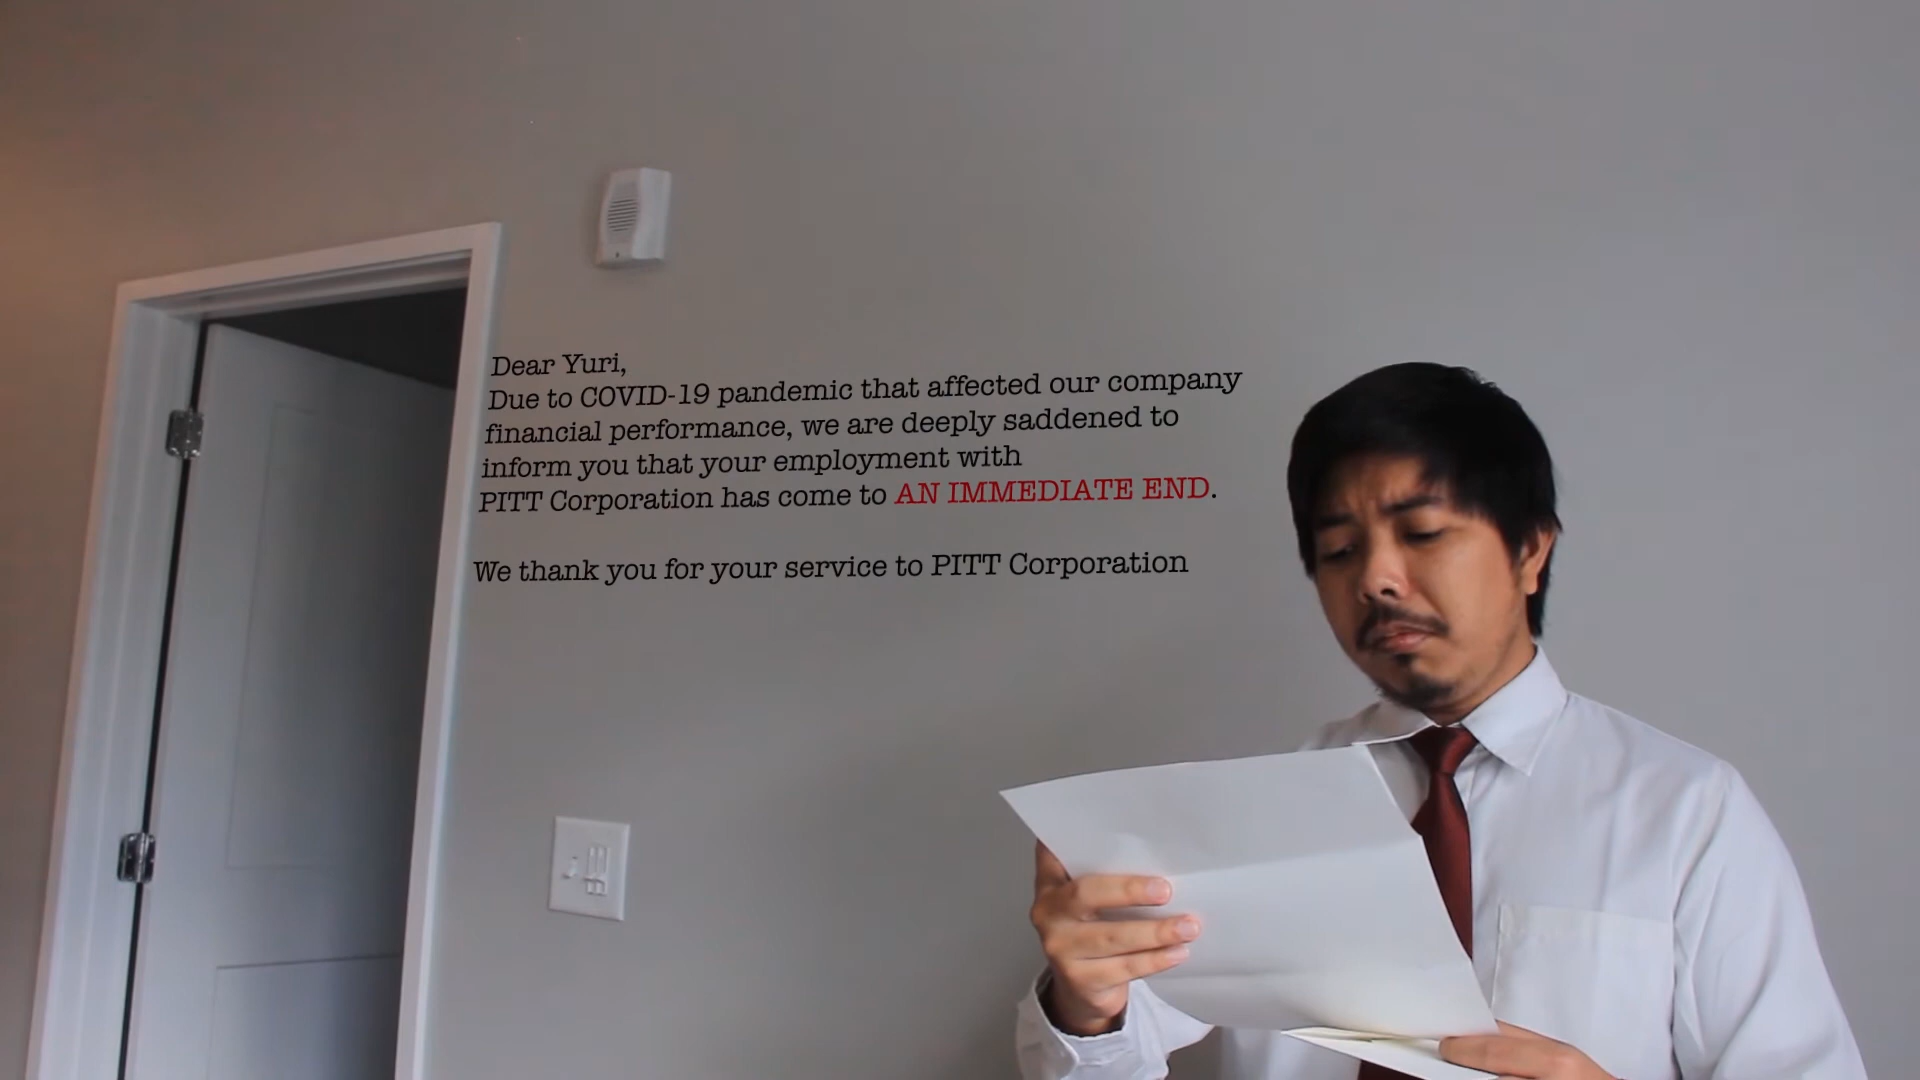 Dear Yuri,
Due to COVID-19 pandemic that affected our company
financial performance, we are deeply saddened to
inform you that your employment with
PITT Corporation has come to AN IMMEDIATE END.
We thank you for your service to PITT Corporation